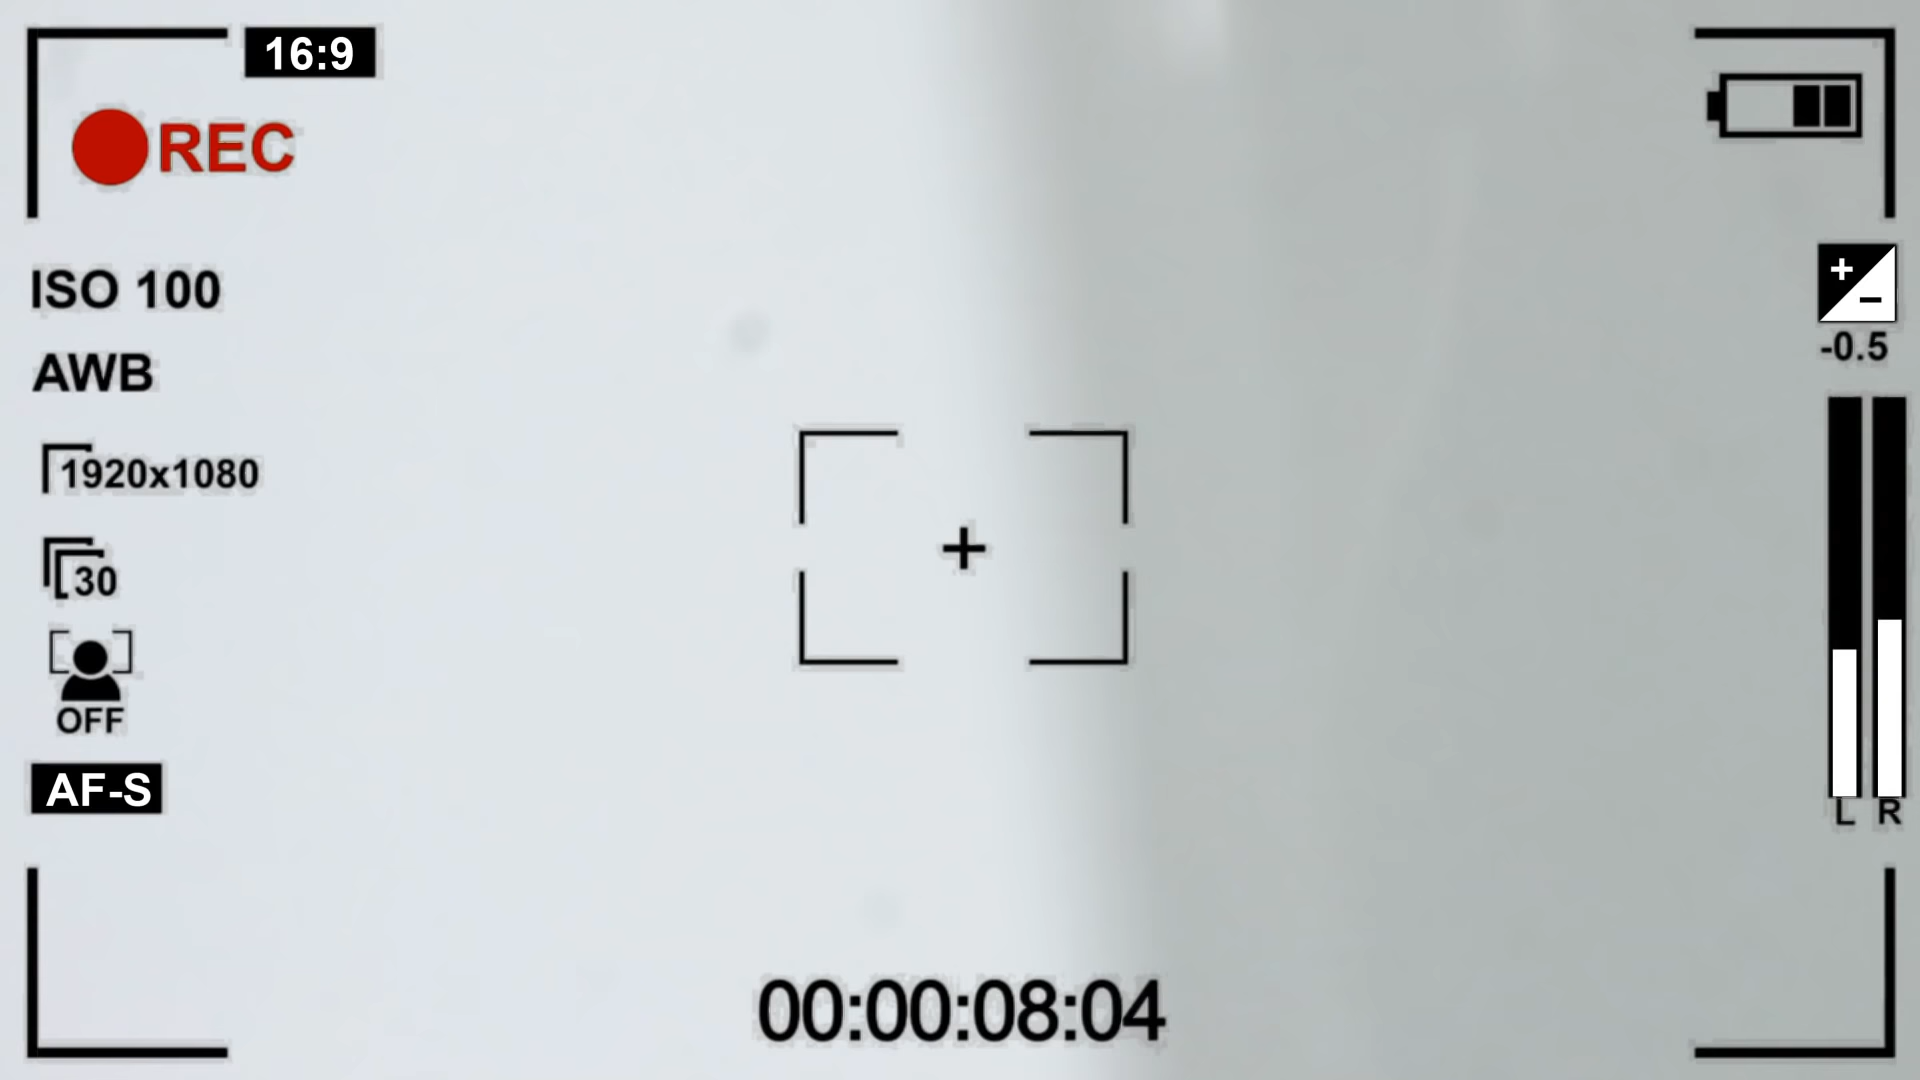 16:9
REC
ISO 100
AWB
1920x1080
30
OFF
AF-S
+
-
-0.5
L R
00:00:08:04